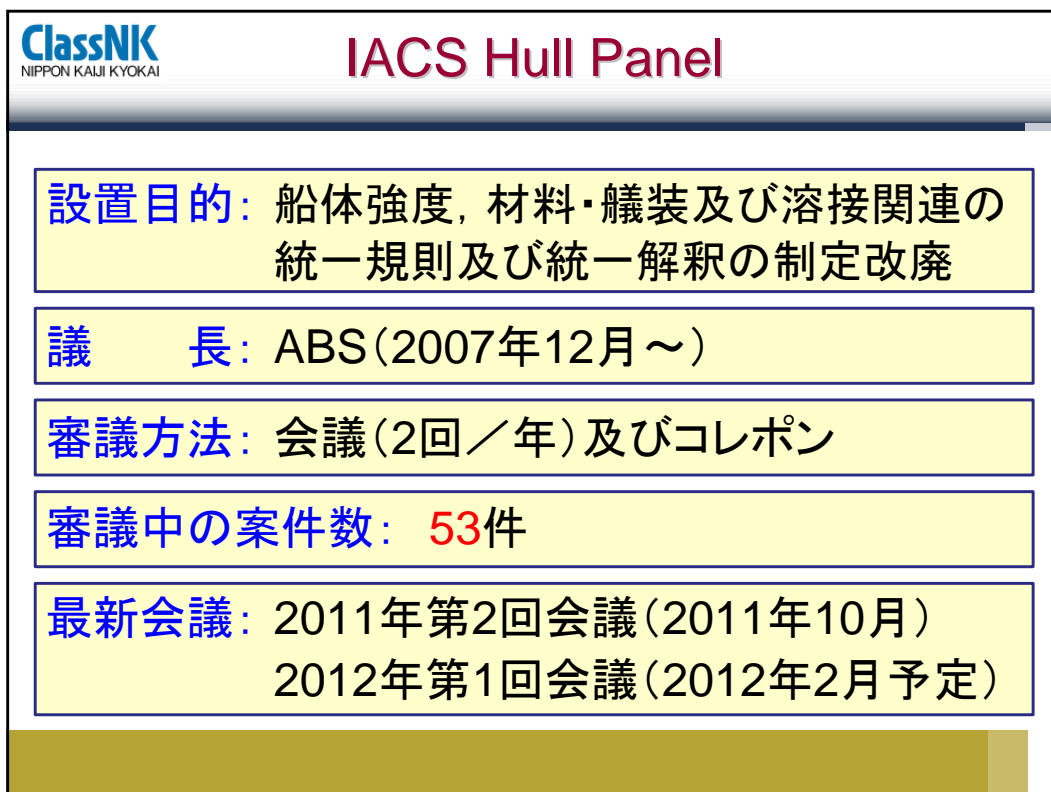 ClassNK
NIPPON KAIJI KYOKAI
IACS Hull Panel
設置目的： 船体強度，材料・艤装及び溶接関連の
統一規則及び統一解釈の制定改廃
議　　長： ABS（2007年12月～）
審議方法： 会議（2回／年）及びコレポン
審議中の案件数： 53件
最新会議： 2011年第2回会議（2011年10月）
2012年第1回会議（2012年2月予定）